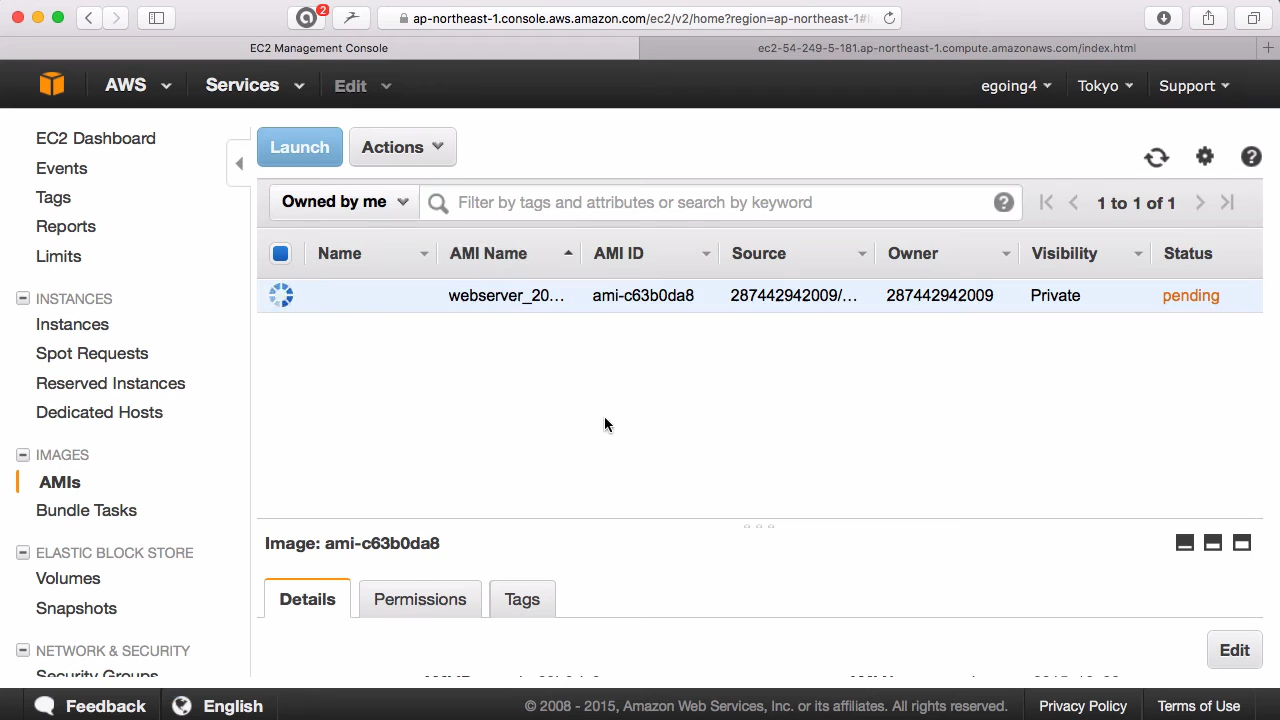 2
ap-northeast-1.console.aws.amazon.com/ec2/v2/home?region=ap-northeast-1#
EC2 Management Console
ec2-54-249-5-181.ap-northeast-1.compute.amazonaws.com/index.html
AWS Services Edit egoing4 Tokyo Support
EC2 Dashboard
Events
Tags
Reports
Limits
INSTANCES
Instances
Spot Requests
Reserved Instances
Dedicated Hosts
IMAGES
AMIs
Bundle Tasks
ELASTIC BLOCK STORE
Volumes
Snapshots
NETWORK & SECURITY
Security Groups
Launch Actions
Owned by me Filter by tags and attributes or search by keyword 1 to 1 of 1
Name AMI Name AMI ID Source Owner Visibility Status
webserver_20... ami-c63b0da8 287442942009/... 287442942009 Private pending
Image: ami-c63b0da8
Details Permissions Tags
Edit
Feedback English © 2008 - 2015, Amazon Web Services, Inc. or its affiliates. All rights reserved. Privacy Policy Terms of Use